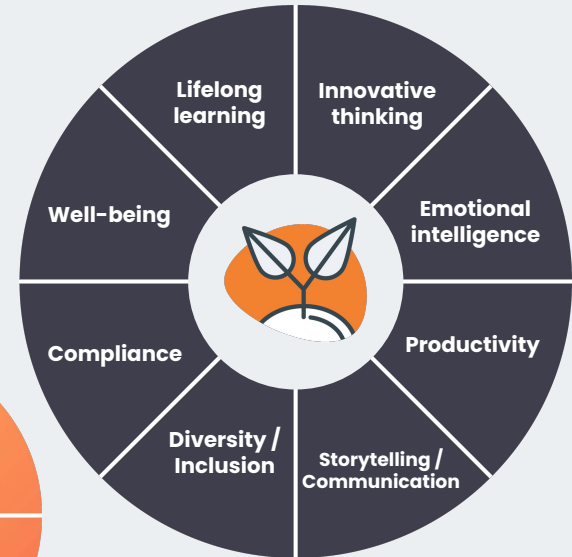 Lifelong
learning
Innovative
thinking
Emotional
intelligence
Productivity
Storytelling /
Communication
Diversity /
Inclusion
Compliance
Well-being